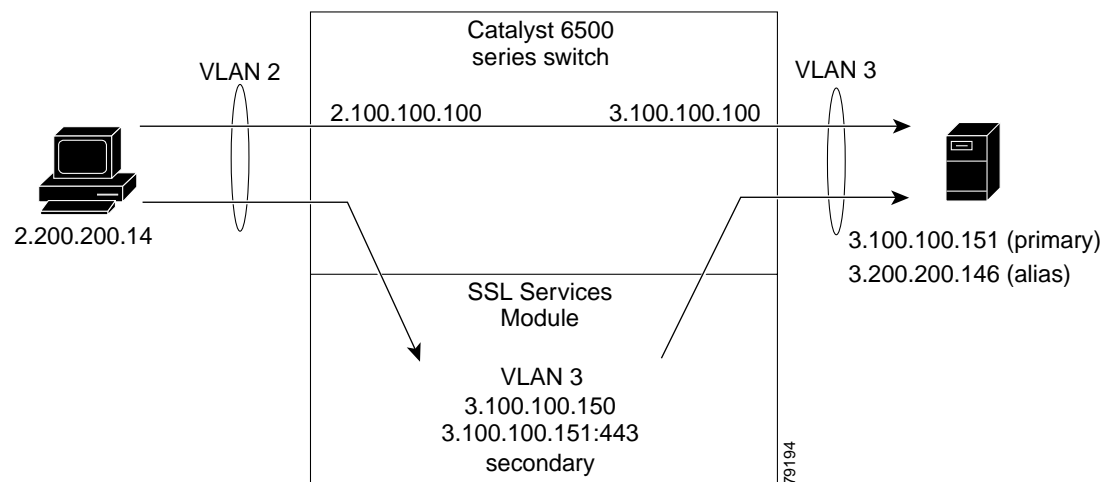 Catalyst 6500
series switch
VLAN 2
VLAN 3
2.100.100.100
3.100.100.100
2.200.200.14
3.100.100.151 (primary)
3.200.200.146 (alias)
SSL Services
Module
VLAN 3
3.100.100.150
3.100.100.151:443
secondary
79194